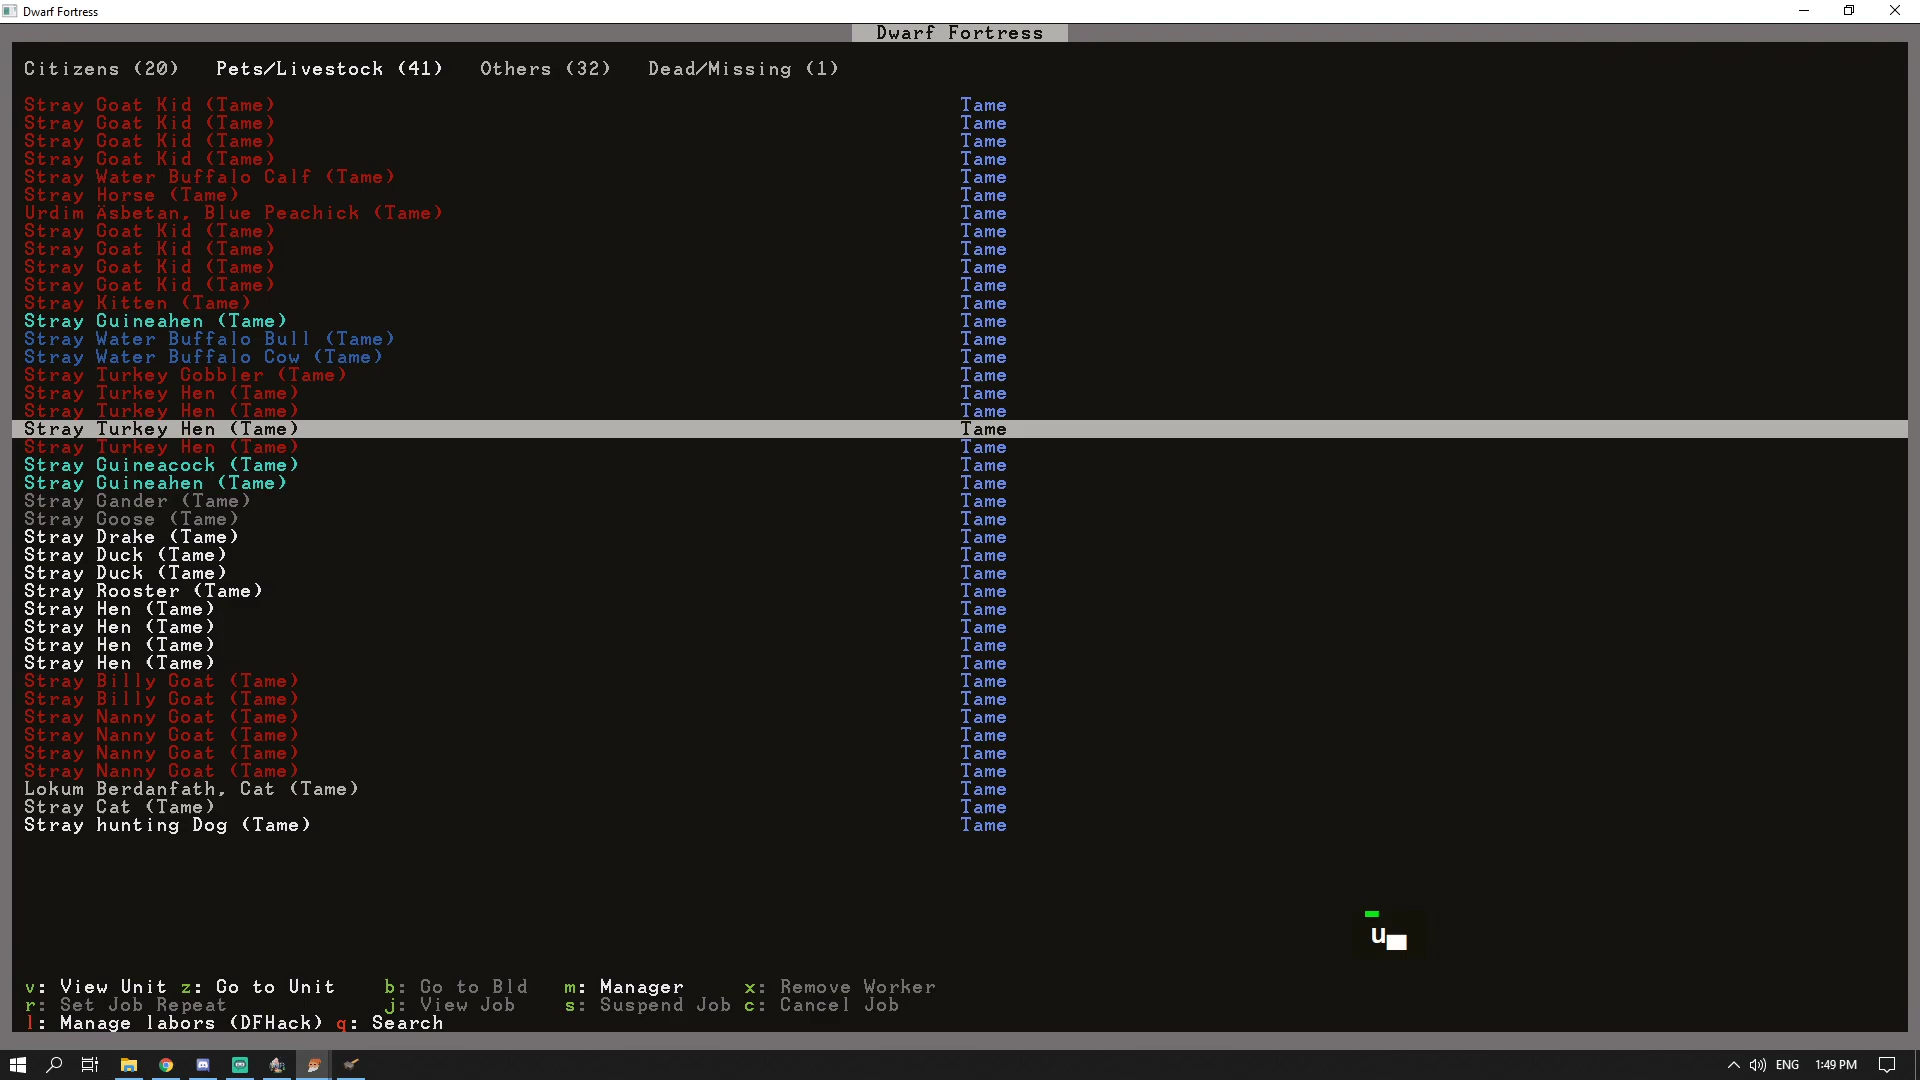 Dwarf Fortress
Dwarf Fortress
Citizens (20) Pets/Livestock (41) Others (32) Dead/Missing (1)
Stray Goat Kid (Tame) Tame
Stray Goat Kid (Tame) Tame
Stray Goat Kid (Tame) Tame
Stray Goat Kid (Tame) Tame
Stray Water Buffalo Calf (Tame) Tame
Stray Horse (Tame) Tame
Urdim Äsbetan, Blue Peachick (Tame) Tame
Stray Goat Kid (Tame) Tame
Stray Goat Kid (Tame) Tame
Stray Goat Kid (Tame) Tame
Stray Goat Kid (Tame) Tame
Stray Kitten (Tame) Tame
Stray Guineahen (Tame) Tame
Stray Water Buffalo Bull (Tame) Tame
Stray Water Buffalo Cow (Tame) Tame
Stray Turkey Gobbler (Tame) Tame
Stray Turkey Hen (Tame) Tame
Stray Turkey Hen (Tame) Tame
Stray Turkey Hen (Tame) Tame
Stray Turkey Hen (Tame) Tame
Stray Guineacock (Tame) Tame
Stray Guineahen (Tame) Tame
Stray Gander (Tame) Tame
Stray Goose (Tame) Tame
Stray Drake (Tame) Tame
Stray Duck (Tame) Tame
Stray Duck (Tame) Tame
Stray Rooster (Tame) Tame
Stray Hen (Tame) Tame
Stray Hen (Tame) Tame
Stray Hen (Tame) Tame
Stray Hen (Tame) Tame
Stray Billy Goat (Tame) Tame
Stray Billy Goat (Tame) Tame
Stray Nanny Goat (Tame) Tame
Stray Nanny Goat (Tame) Tame
Stray Nanny Goat (Tame) Tame
Stray Nanny Goat (Tame) Tame
Lokum Berdanfath, Cat (Tame) Tame
Stray Cat (Tame) Tame
Stray hunting Dog (Tame) Tame
u
v: View Unit z: Go to Unit b: Go to Bld m: Manager x: Remove Worker
r: Set Job Repeat j: View Job s: Suspend Job c: Cancel Job
l: Manage labors (DFHack) q: Search
ENG 1:49 PM